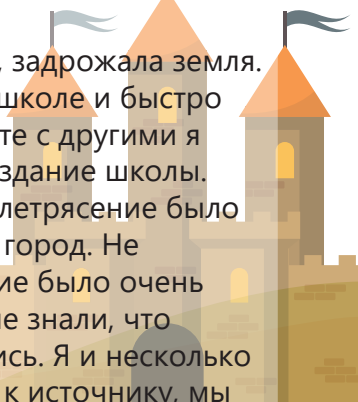 , задрожала земля.
школе и быстро
те с другими я
здание школы.
летрясение было
город. Не
ие было очень
не знали, что
ись. Я и несколько
к источнику, мы